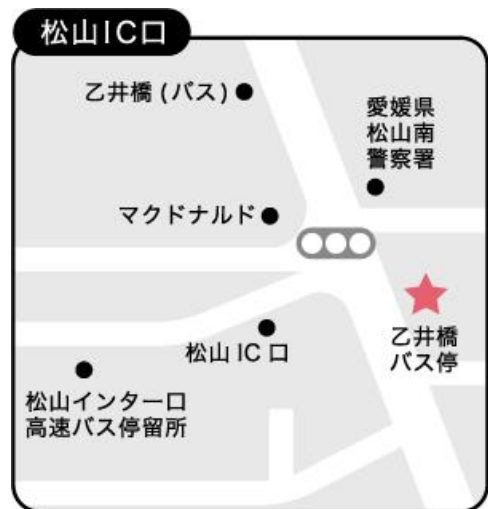 松山IC口
乙井橋 (バス)
愛媛県
松山南
警察署
マクドナルド
松山 IC 口
乙井橋
バス停
松山インター口
高速バス停留所